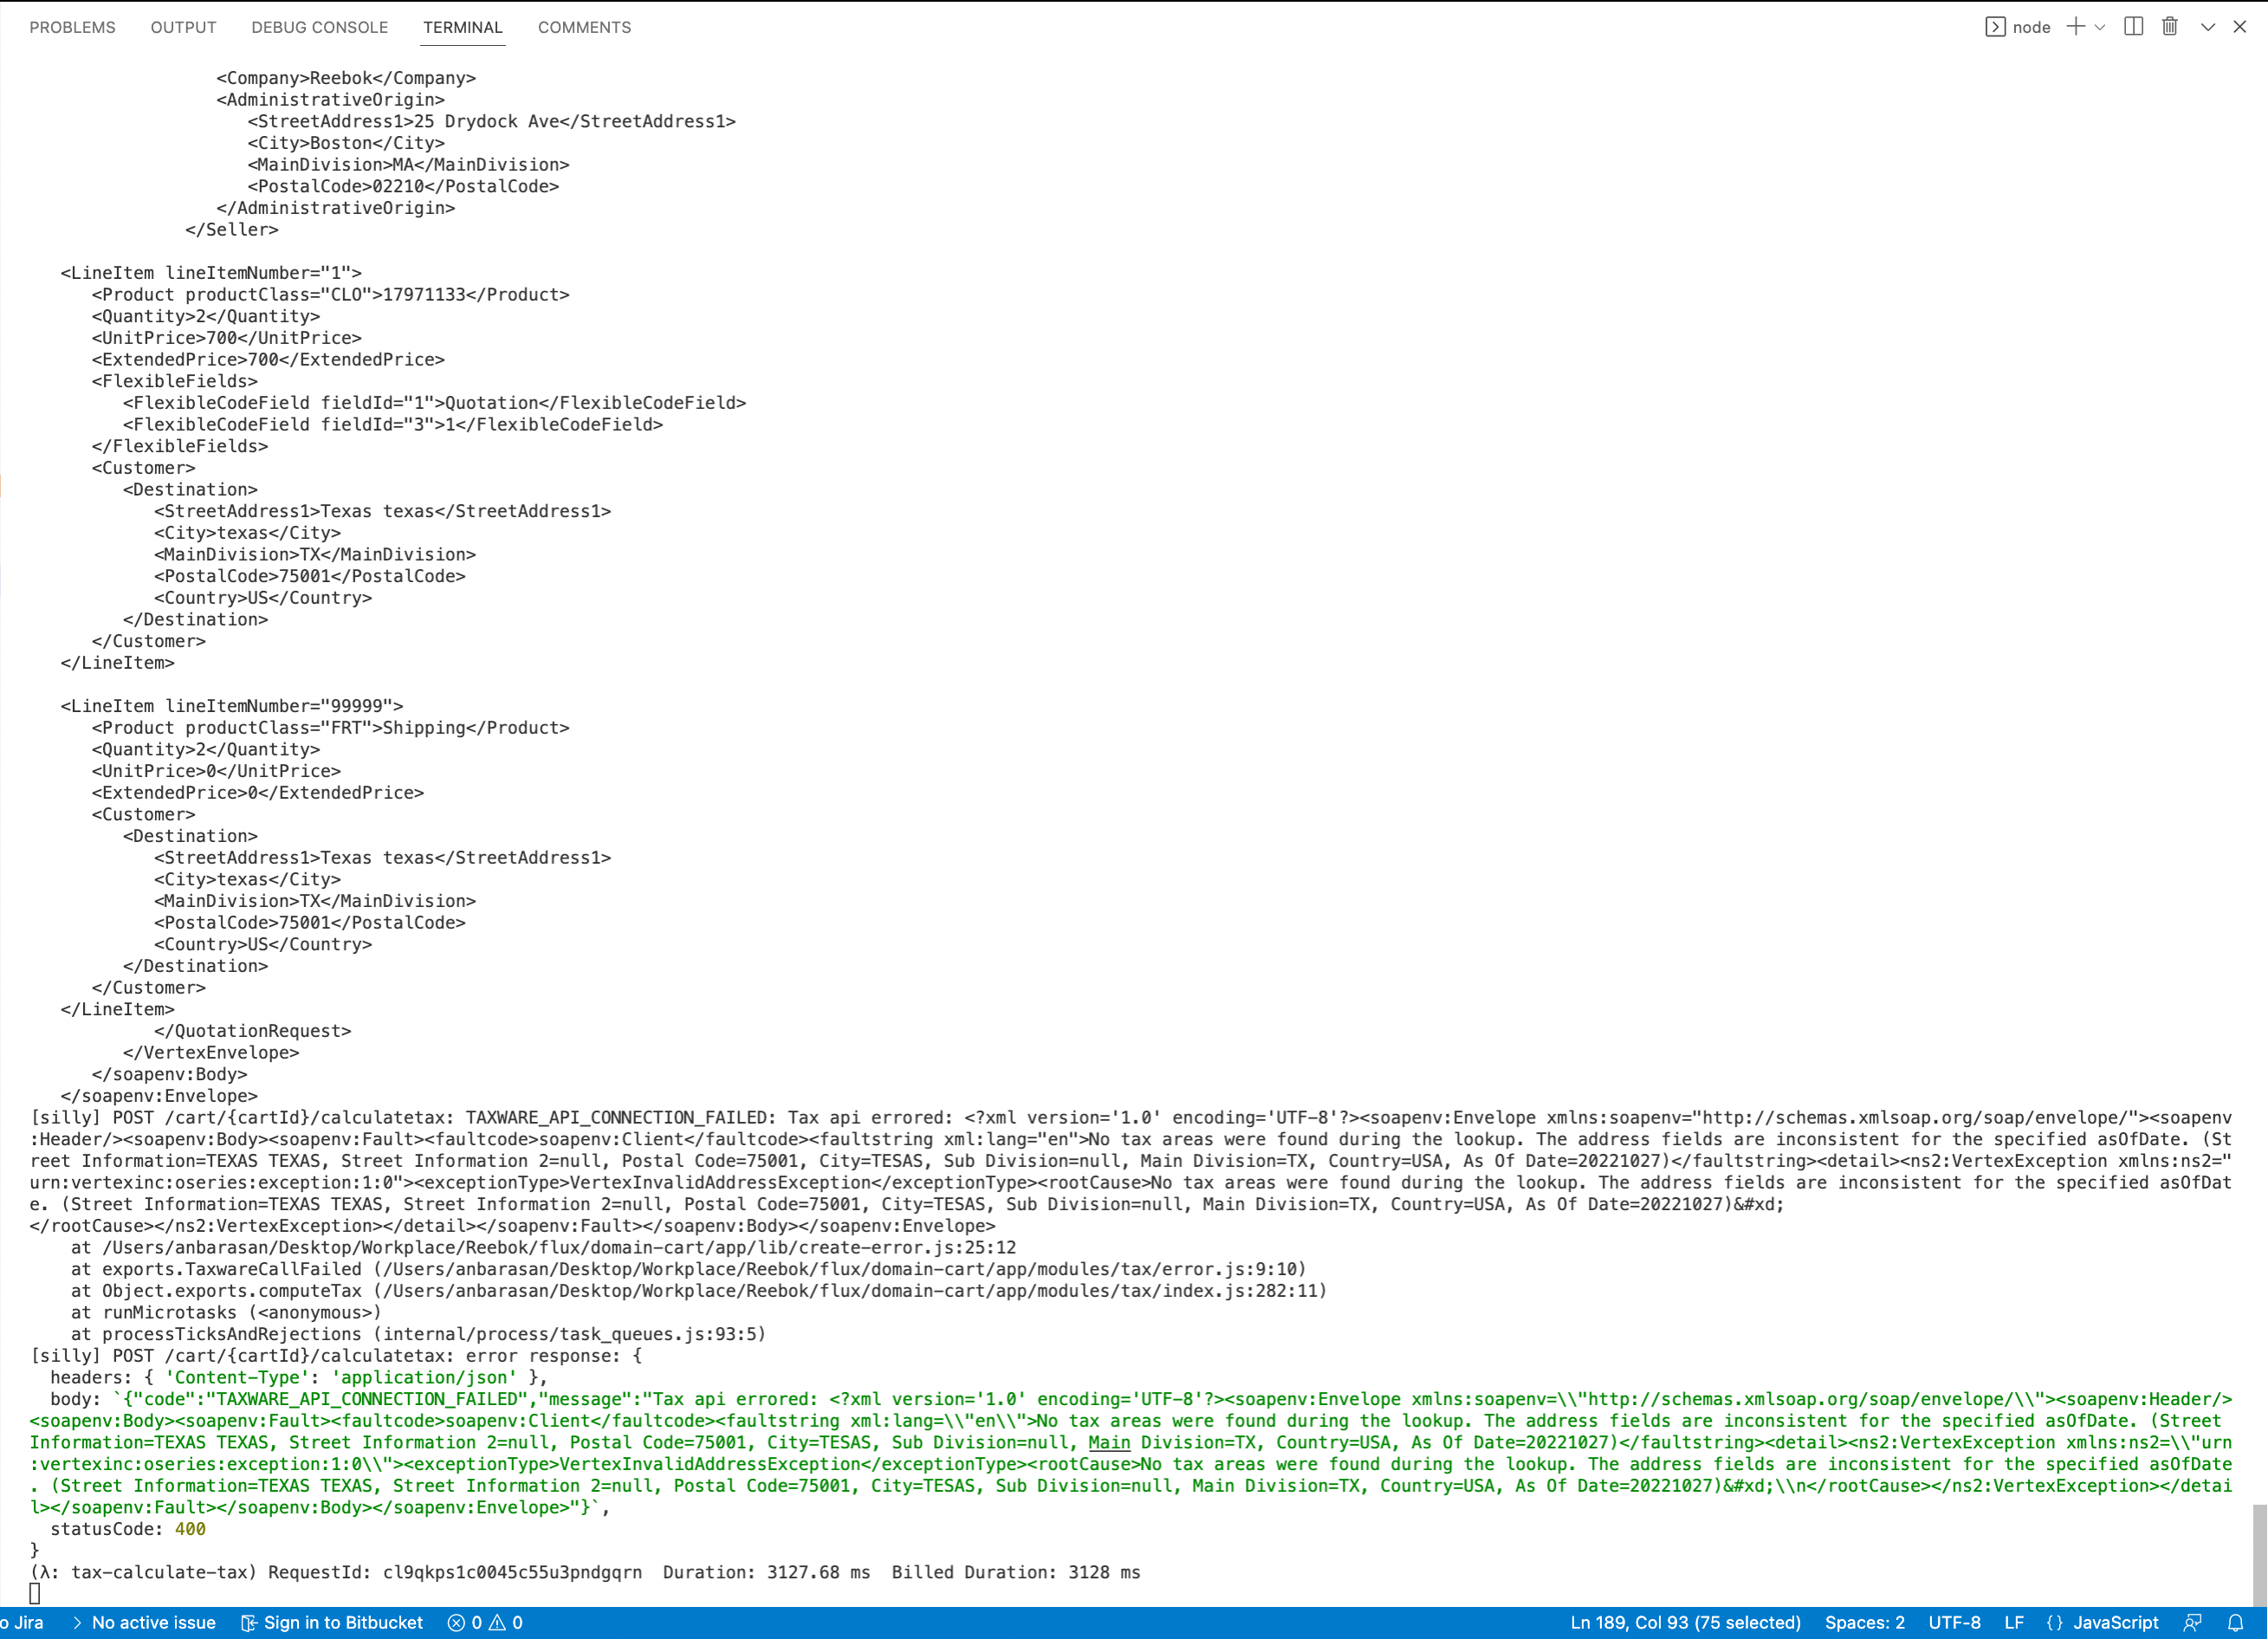 PROBLEMS OUTPUT DEBUG CONSOLE TERMINAL COMMENTS node
<Company>Reebok</Company>
<AdministrativeOrigin>
<StreetAddress1>25 Drydock Ave</StreetAddress1>
<City>Boston</City>
<MainDivision>MA</MainDivision>
<PostalCode>02210</PostalCode>
</AdministrativeOrigin>
</Seller>
<LineItem lineItemNumber="1">
<Product productClass="CLO">17971133</Product>
<Quantity>2</Quantity>
<UnitPrice>700</UnitPrice>
<ExtendedPrice>700</ExtendedPrice>
<FlexibleFields>
<FlexibleCodeField fieldId="1">Quotation</FlexibleCodeField>
<FlexibleCodeField fieldId="3">1</FlexibleCodeField>
</FlexibleFields>
<Customer>
<Destination>
<StreetAddress1>Texas texas</StreetAddress1>
<City>texas</City>
<MainDivision>TX</MainDivision>
<PostalCode>75001</PostalCode>
<Country>US</Country>
</Destination>
</Customer>
</LineItem>
<LineItem lineItemNumber="99999">
<Product productClass="FRT">Shipping</Product>
<Quantity>2</Quantity>
<UnitPrice>0</UnitPrice>
<ExtendedPrice>0</ExtendedPrice>
<Customer>
<Destination>
<StreetAddress1>Texas texas</StreetAddress1>
<City>texas</City>
<MainDivision>TX</MainDivision>
<PostalCode>75001</PostalCode>
<Country>US</Country>
</Destination>
</Customer>
</LineItem>
</QuotationRequest>
</VertexEnvelope>
</soapenv:Body>
</soapenv:Envelope>
[silly] POST /cart/{cartId}/calculatetax: TAXWARE_API_CONNECTION_FAILED: Tax api errored: <?xml version='1.0' encoding='UTF-8'?><soapenv:Envelope xmlns:soapenv="http://schemas.xmlsoap.org/soap/envelope/"><soapenv
:Header/><soapenv:Body><soapenv:Fault><faultcode>soapenv:Client</faultcode><faultstring xml:lang="en">No tax areas were found during the lookup. The address fields are inconsistent for the specified asOfDate. (St
reet Information=TEXAS TEXAS, Street Information 2=null, Postal Code=75001, City=TESAS, Sub Division=null, Main Division=TX, Country=USA, As Of Date=20221027)</faultstring><detail><ns2:VertexException xmlns:ns2="
urn:vertexinc:oseries:exception:1:0"><exceptionType>VertexInvalidAddressException</exceptionType><rootCause>No tax areas were found during the lookup. The address fields are inconsistent for the specified asOfDat
e. (Street Information=TEXAS TEXAS, Street Information 2=null, Postal Code=75001, City=TESAS, Sub Division=null, Main Division=TX, Country=USA, As Of Date=20221027)&#xd;
</rootCause></ns2:VertexException></detail></soapenv:Fault></soapenv:Body></soapenv:Envelope>
at /Users/anbarasan/Desktop/Workplace/Reebok/flux/domain-cart/app/lib/create-error.js:25:12
at exports.TaxwareCallFailed (/Users/anbarasan/Desktop/Workplace/Reebok/flux/domain-cart/app/modules/tax/error.js:9:10)
at Object.exports.computeTax (/Users/anbarasan/Desktop/Workplace/Reebok/flux/domain-cart/app/modules/tax/index.js:282:11)
at runMicrotasks (<anonymous>)
at processTicksAndRejections (internal/process/task_queues.js:93:5)
[silly] POST /cart/{cartId}/calculatetax: error response: {
headers: { 'Content-Type': 'application/json' },
body: `{"code":"TAXWARE_API_CONNECTION_FAILED","message":"Tax api errored: <?xml version='1.0' encoding='UTF-8'?><soapenv:Envelope xmlns:soapenv=\\"http://schemas.xmlsoap.org/soap/envelope/\\"><soapenv:Header/>
<soapenv:Body><soapenv:Fault><faultcode>soapenv:Client</faultcode><faultstring xml:lang=\\"en\\">No tax areas were found during the lookup. The address fields are inconsistent for the specified asOfDate. (Street
Information=TEXAS TEXAS, Street Information 2=null, Postal Code=75001, City=TESAS, Sub Division=null, Main Division=TX, Country=USA, As Of Date=20221027)</faultstring><detail><ns2:VertexException xmlns:ns2=\\"urn
:vertexinc:oseries:exception:1:0\\"><exceptionType>VertexInvalidAddressException</exceptionType><rootCause>No tax areas were found during the lookup. The address fields are inconsistent for the specified asOfDate
. (Street Information=TEXAS TEXAS, Street Information 2=null, Postal Code=75001, City=TESAS, Sub Division=null, Main Division=TX, Country=USA, As Of Date=20221027)&#xd;\\n</rootCause></ns2:VertexException></detai
l></soapenv:Fault></soapenv:Body></soapenv:Envelope>"}`,
statusCode: 400
}
(λ: tax-calculate-tax) RequestId: cl9qkps1c0045c55u3pndgqrn Duration: 3127.68 ms Billed Duration: 3128 ms
o Jira > No active issue Sign in to Bitbucket 0 0 Ln 189, Col 93 (75 selected) Spaces: 2 UTF-8 LF {} JavaScript